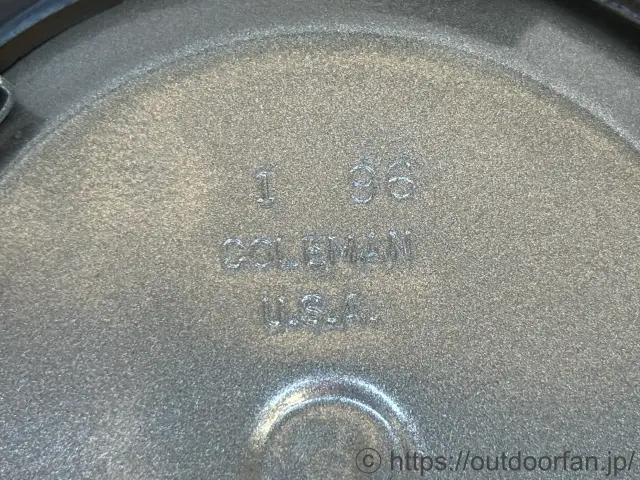 1 96
COLEMAN
U.S.A.
© https://outdoorfan.jp/